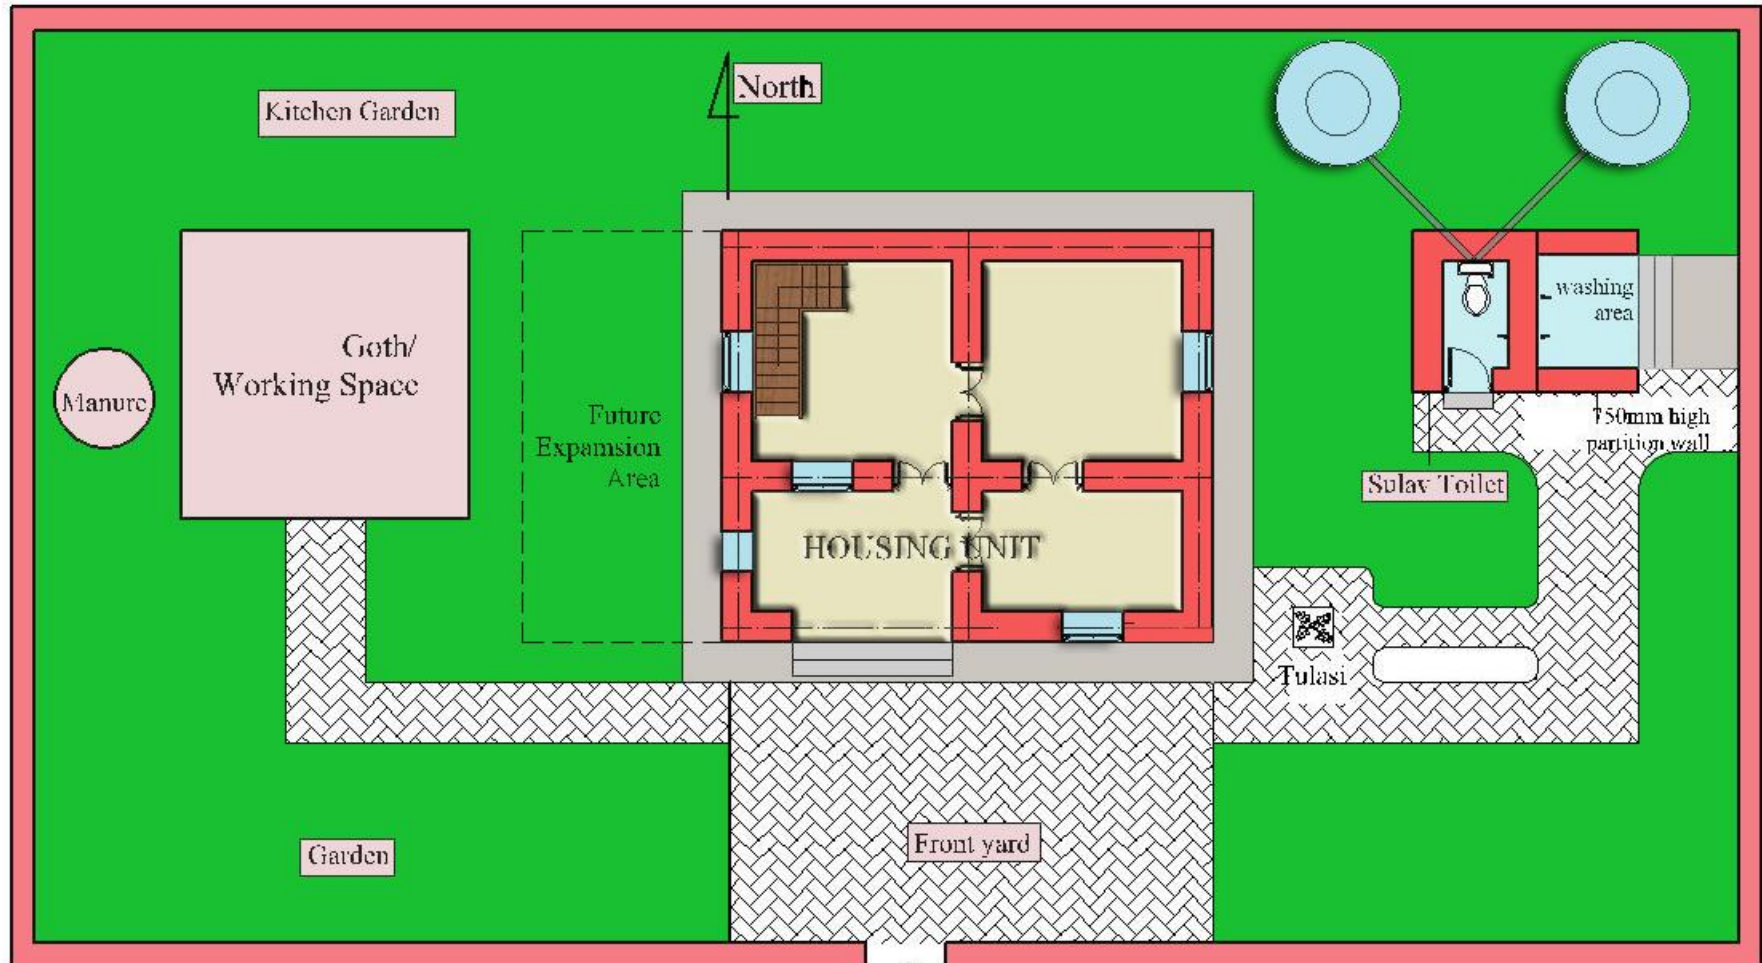 North
Kitchen Garden
washing
area
Goth/
Working Space
Manure
Future
Expamsion
Area
750mm high
partition wall
Sulav Toilet
HOUSING UNIT
Tulasi
Front yard
Garden